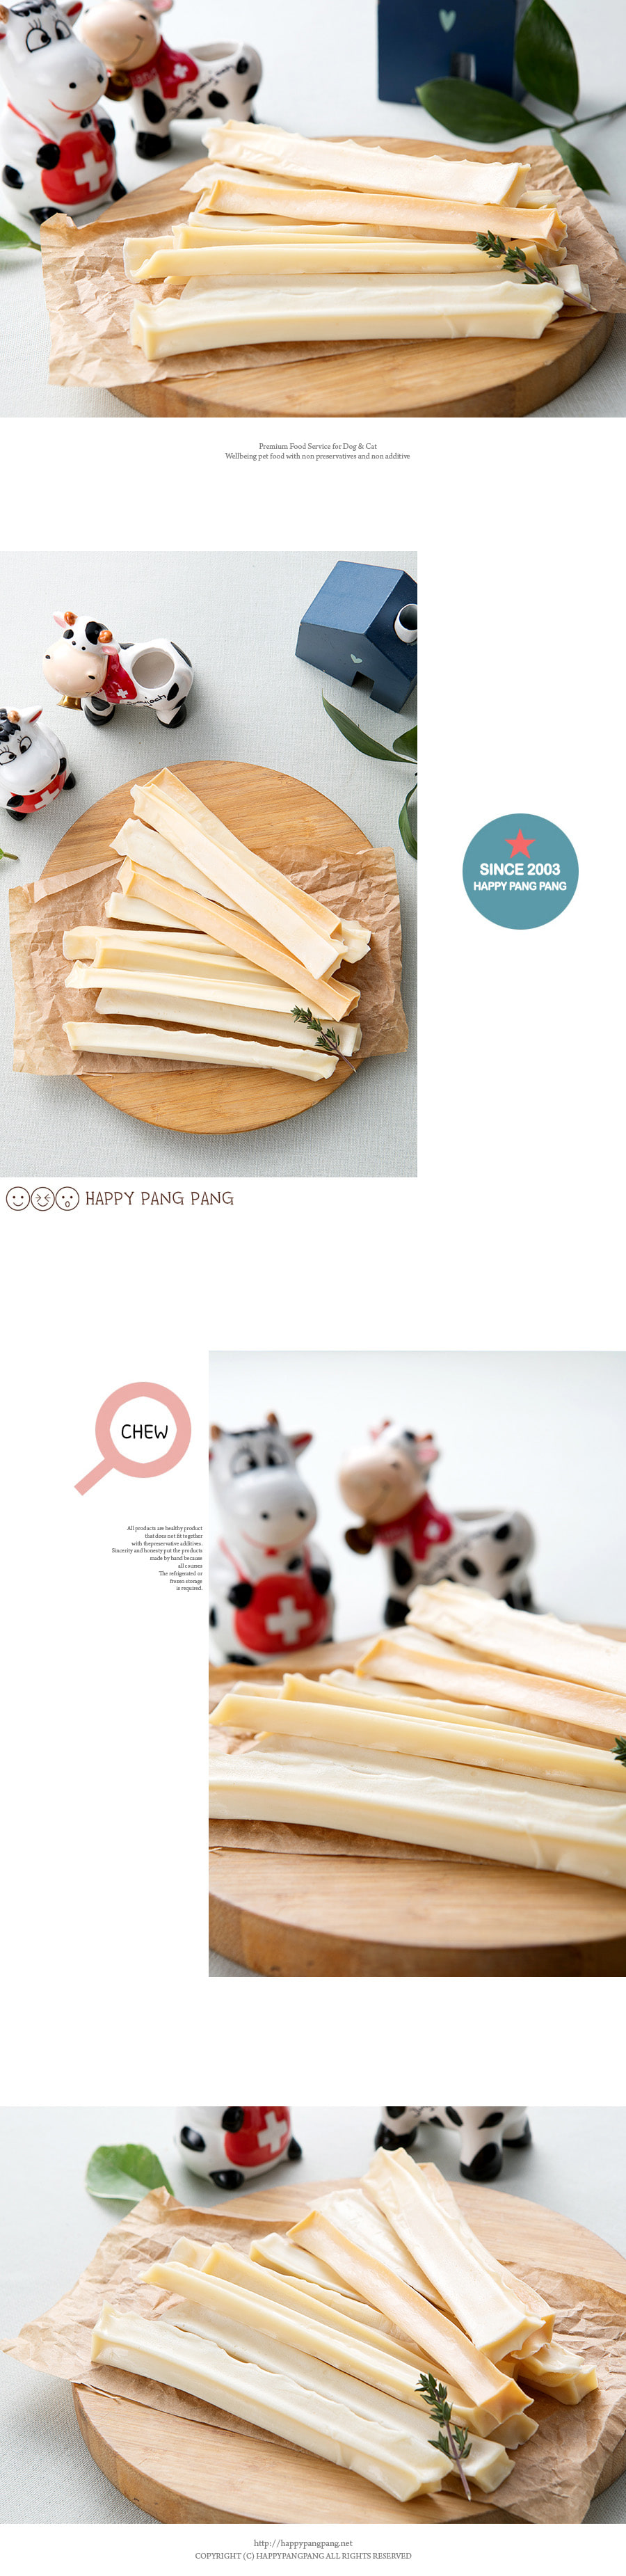 Premium Food Service for Dog & Cat
Wellbeing pet food with non preservatives and non additive
SINCE 2003
HAPPY PANG PANG
HAPPY PANG PANG
CHEW
All products are healthy product
that does not fit together
with thepreservative additives.
Sincerity and honesty put the products
made by hand because
all courses
The refrigerated or
frozen storage
is required.
http://happypangpang.net
COPYRIGHT (C) HAPPYPANGPANG ALL RIGHTS RESERVED